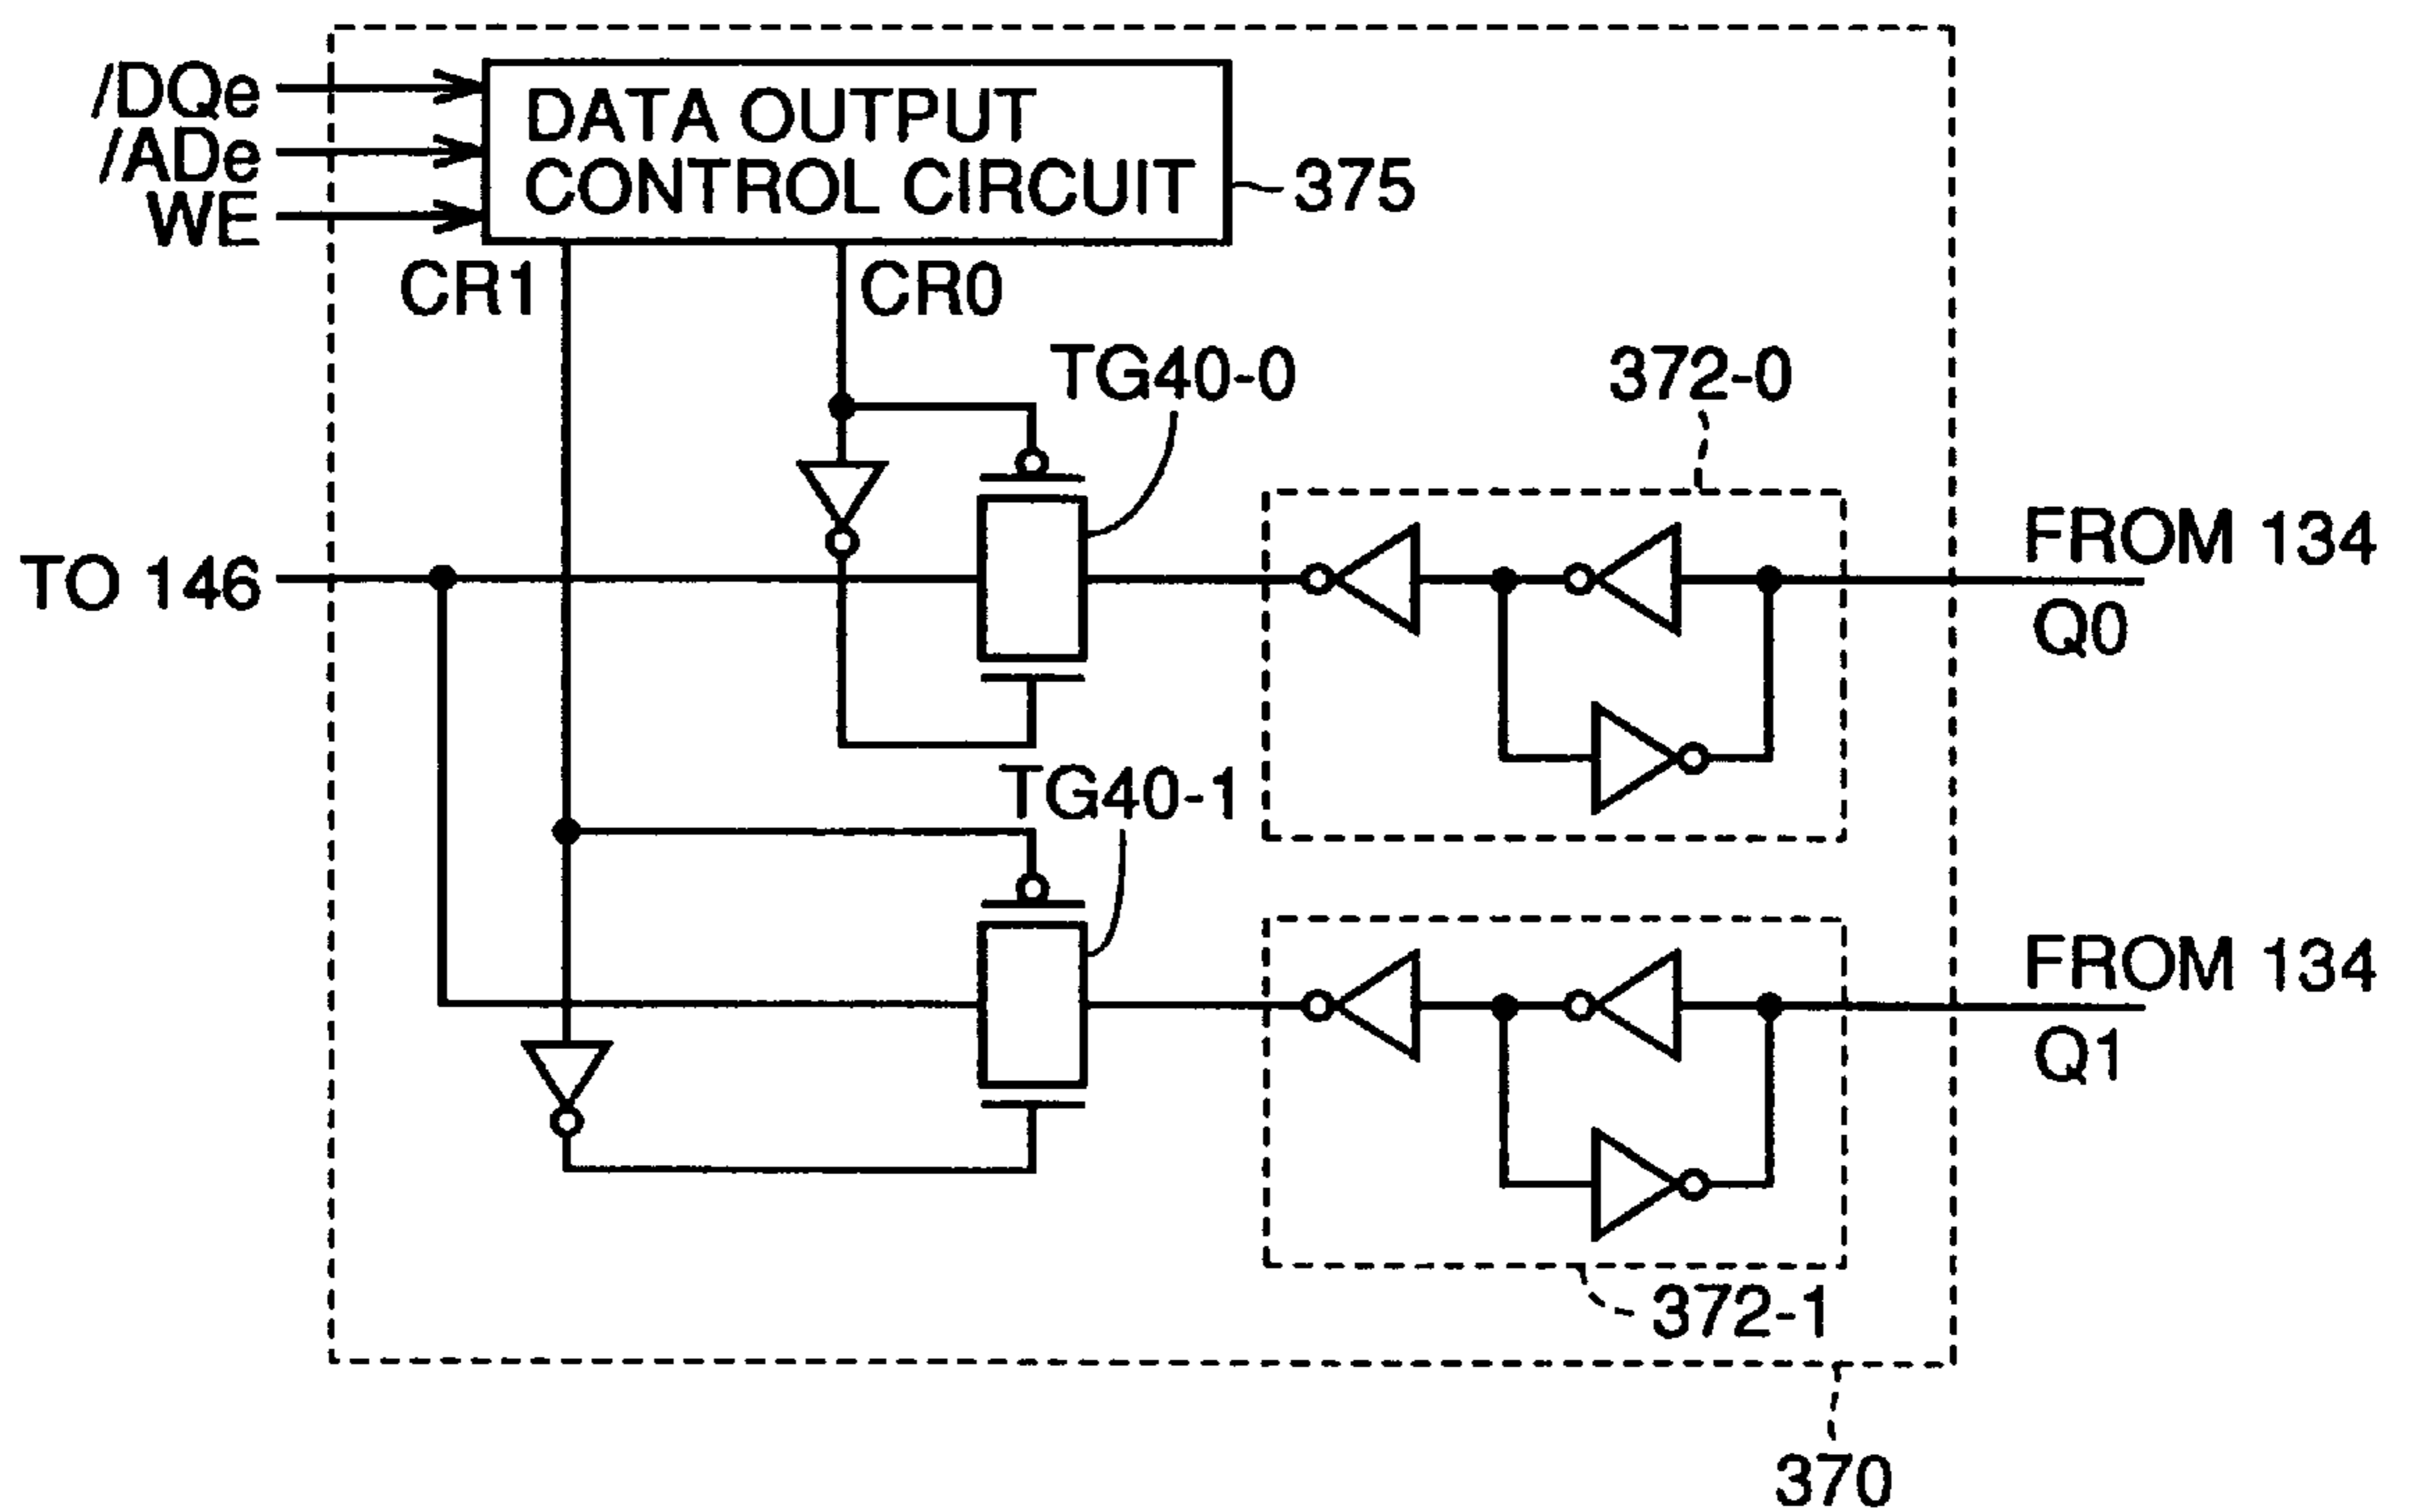 /DQe
/ADe
WE
DATA OUTPUT
CONTROL CIRCUIT
375
CR1
CR0
TG40-0
372-0
TO 146
FROM 134
Q0
TG40-1
FROM 134
Q1
372-1
370